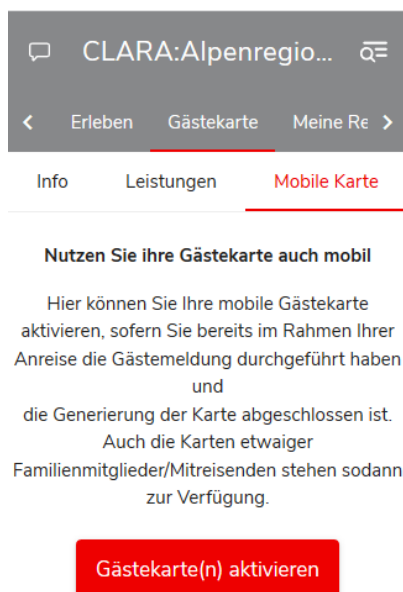 CLARA:Alpenregio...
Erleben Gästekarte Meine Re
Info Leistungen Mobile Karte
Nutzen Sie ihre Gästekarte auch mobil
Hier können Sie Ihre mobile Gästekarte
aktivieren, sofern Sie bereits im Rahmen Ihrer
Anreise die Gästemeldung durchgeführt haben
und
die Generierung der Karte abgeschlossen ist.
Auch die Karten etwaiger
Familienmitglieder/Mitreisenden stehen sodann
zur Verfügung.
Gästekarte(n) aktivieren